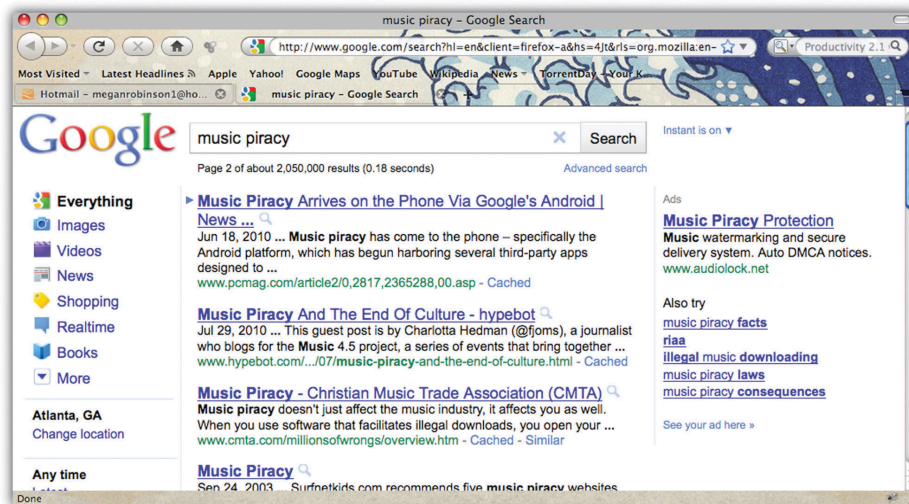 music piracy – Google Search
http://www.google.com/search?hl=en&client=firefox-a&hs=4Jt&rls=org.mozilla:en-
Productivity 2.1
Most Visited Latest Headlines Apple Yahoo! Google Maps YouTube Wikipedia News TorrentDay - Your K...
Hotmail - meganrobinson1@ho... music piracy - Google Search
Google
music piracy
Search
Instant is on ▼
Page 2 of about 2,050,000 results (0.18 seconds)
Advanced search
Everything
Images
Videos
News
Shopping
Realtime
Books
More
Atlanta, GA
Change location
Any time
Music Piracy Arrives on the Phone Via Google's Android |
News ...
Jun 18, 2010 ... Music piracy has come to the phone – specifically the
Android platform, which has begun harboring several third-party apps
designed to ...
www.pcmag.com/article2/0,2817,2365288,00.asp - Cached
Music Piracy And The End Of Culture - hypebot
Jul 29, 2010 ... This guest post is by Charlotta Hedman (@fjoms), a journalist
who blogs for the Music 4.5 project, a series of events that bring together ...
www.hypebot.com/.../07/music-piracy-and-the-end-of-culture.html - Cached
Music Piracy - Christian Music Trade Association (CMTA)
Music piracy doesn't just affect the music industry, it affects you as well.
When you use software that facilitates illegal downloads, you open your ...
www.cmta.com/millionsofwrongs/overview.htm - Cached - Similar
Music Piracy
Sep 24, 2003 ... Surfnetkids.com recommends five music piracy websites
Ads
Music Piracy Protection
Music watermarking and secure
delivery system. Auto DMCA notices.
www.audiolock.net
Also try
music piracy facts
riaa
illegal music downloading
music piracy laws
music piracy consequences
See your ad here »
Done